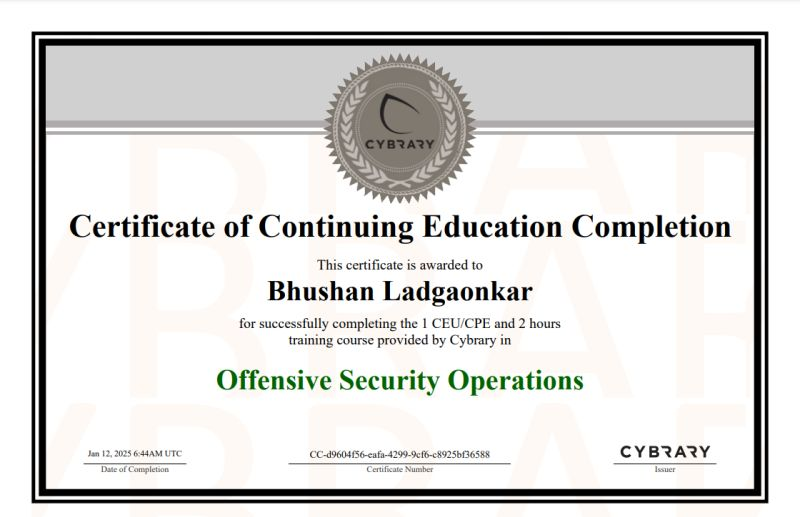 CYBRARY
Certificate of Continuing Education Completion
This certificate is awarded to
Bhushan Ladgaonkar
for successfully completing the 1 CEU/CPE and 2 hours
training course provided by Cybrary in
Offensive Security Operations
Jan 12, 2025 6:44AM UTC
Date of Completion
CC-d9604f56-eafa-4299-9cf6-c8925bf36588
Certificate Number
CYBRARY
Issuer